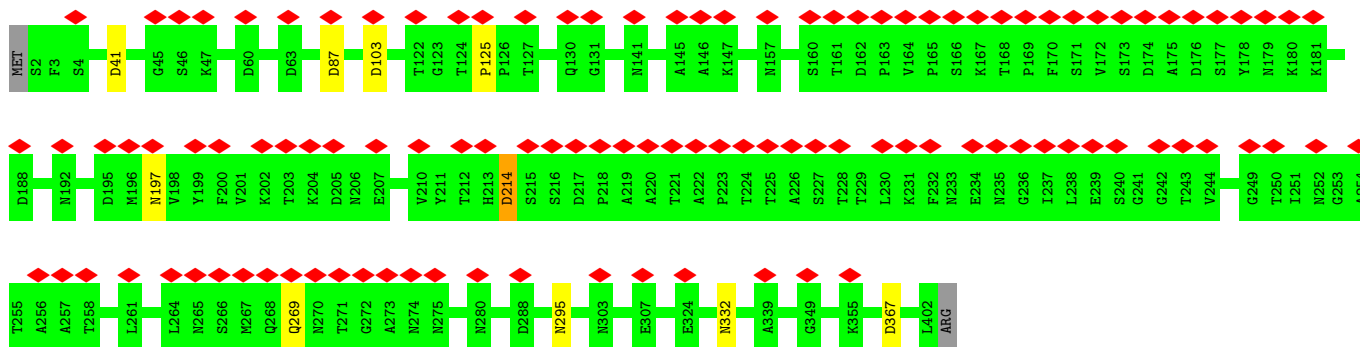 MET S2 F3 S4 D41 G45 S46 K47 D60 D63 D87 D103 T122 G123 T124 P125 P126 T127 Q130 G131 N141 A145 A146 K147 N157 S160 T161 D162 P163 V164 P165 S166 K167 T168 P169 F170 S171 V172 S173 D174 A175 D176 S177 Y178 N179 K180 K181
D188 N192 D195 M196 N197 V198 Y199 F200 V201 K202 T203 K204 D205 N206 E207 V210 Y211 T212 H213 D214 S215 S216 D217 P218 A219 A220 T221 A222 P223 T224 T225 A226 S227 T228 T229 L230 K231 F232 N233 E234 N235 G236 I237 L238 E239 S240 G241 G242 T243 V244 G249 T250 I251 N252 G253 A254
T255 A256 A257 T258 L261 L264 N265 S266 M267 Q268 Q269 N270 T271 G272 A273 N274 N275 N280 D288 N295 N303 E307 E324 N332 A339 G349 K355 D367 L402 ARG